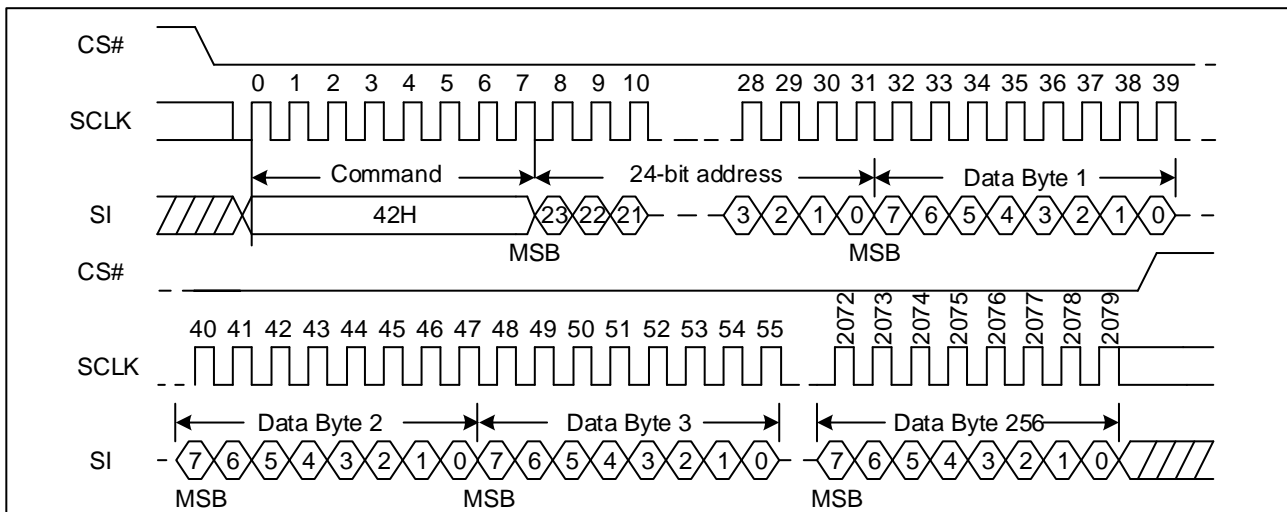 CS#
0 1 2 3 4 5 6 7 8 9 10 28 29 30 31 32 33 34 35 36 37 38 39
SCLK
Command 24-bit address Data Byte 1
SI 42H 23 22 21 3 2 1 0 7 6 5 4 3 2 1 0
MSB MSB
CS#
40 41 42 43 44 45 46 47 48 49 50 51 52 53 54 55 2072 2073 2074 2075 2076 2077 2078 2079
SCLK
Data Byte 2 Data Byte 3 Data Byte 256
SI 7 6 5 4 3 2 1 0 7 6 5 4 3 2 1 0 7 6 5 4 3 2 1 0
MSB MSB MSB